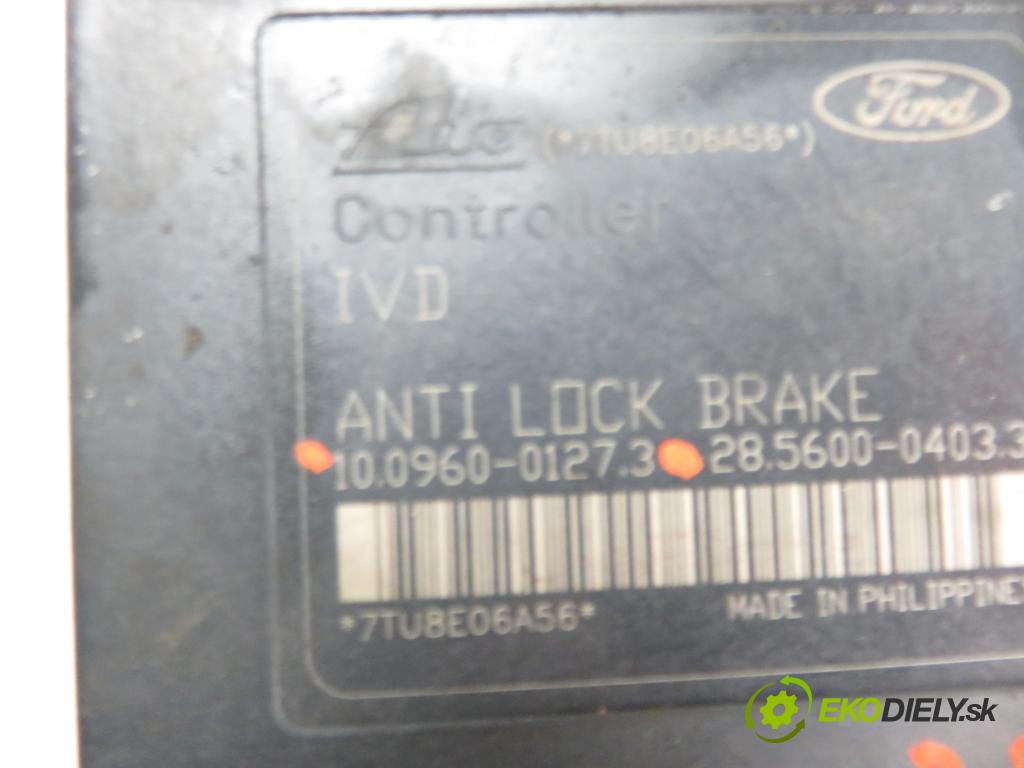 Ford
Ate (*7TU8E06A56*)
Controller
IVD
ANTI LOCK BRAKE
10.0960-0127.3 28.5600-0403.3
*7TU8E06A56* MADE IN PHILIPPINE
EKODIELY.sk